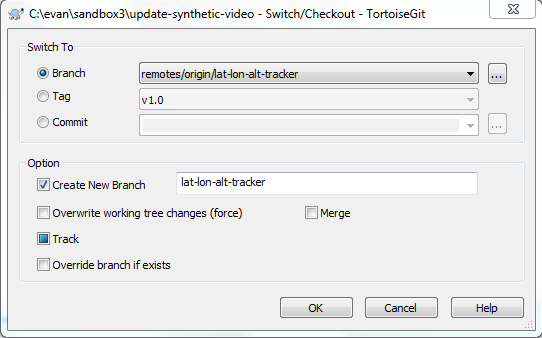 C:\evan\sandbox3\update-synthetic-video - Switch/Checkout - TortoiseGit
Switch To
Branch
remotes/origin/lat-lon-alt-tracker
...
Tag
v1.0
Commit
...
Option
Create New Branch
lat-lon-alt-tracker
Overwrite working tree changes (force)
Merge
Track
Override branch if exists
OK
Cancel
Help